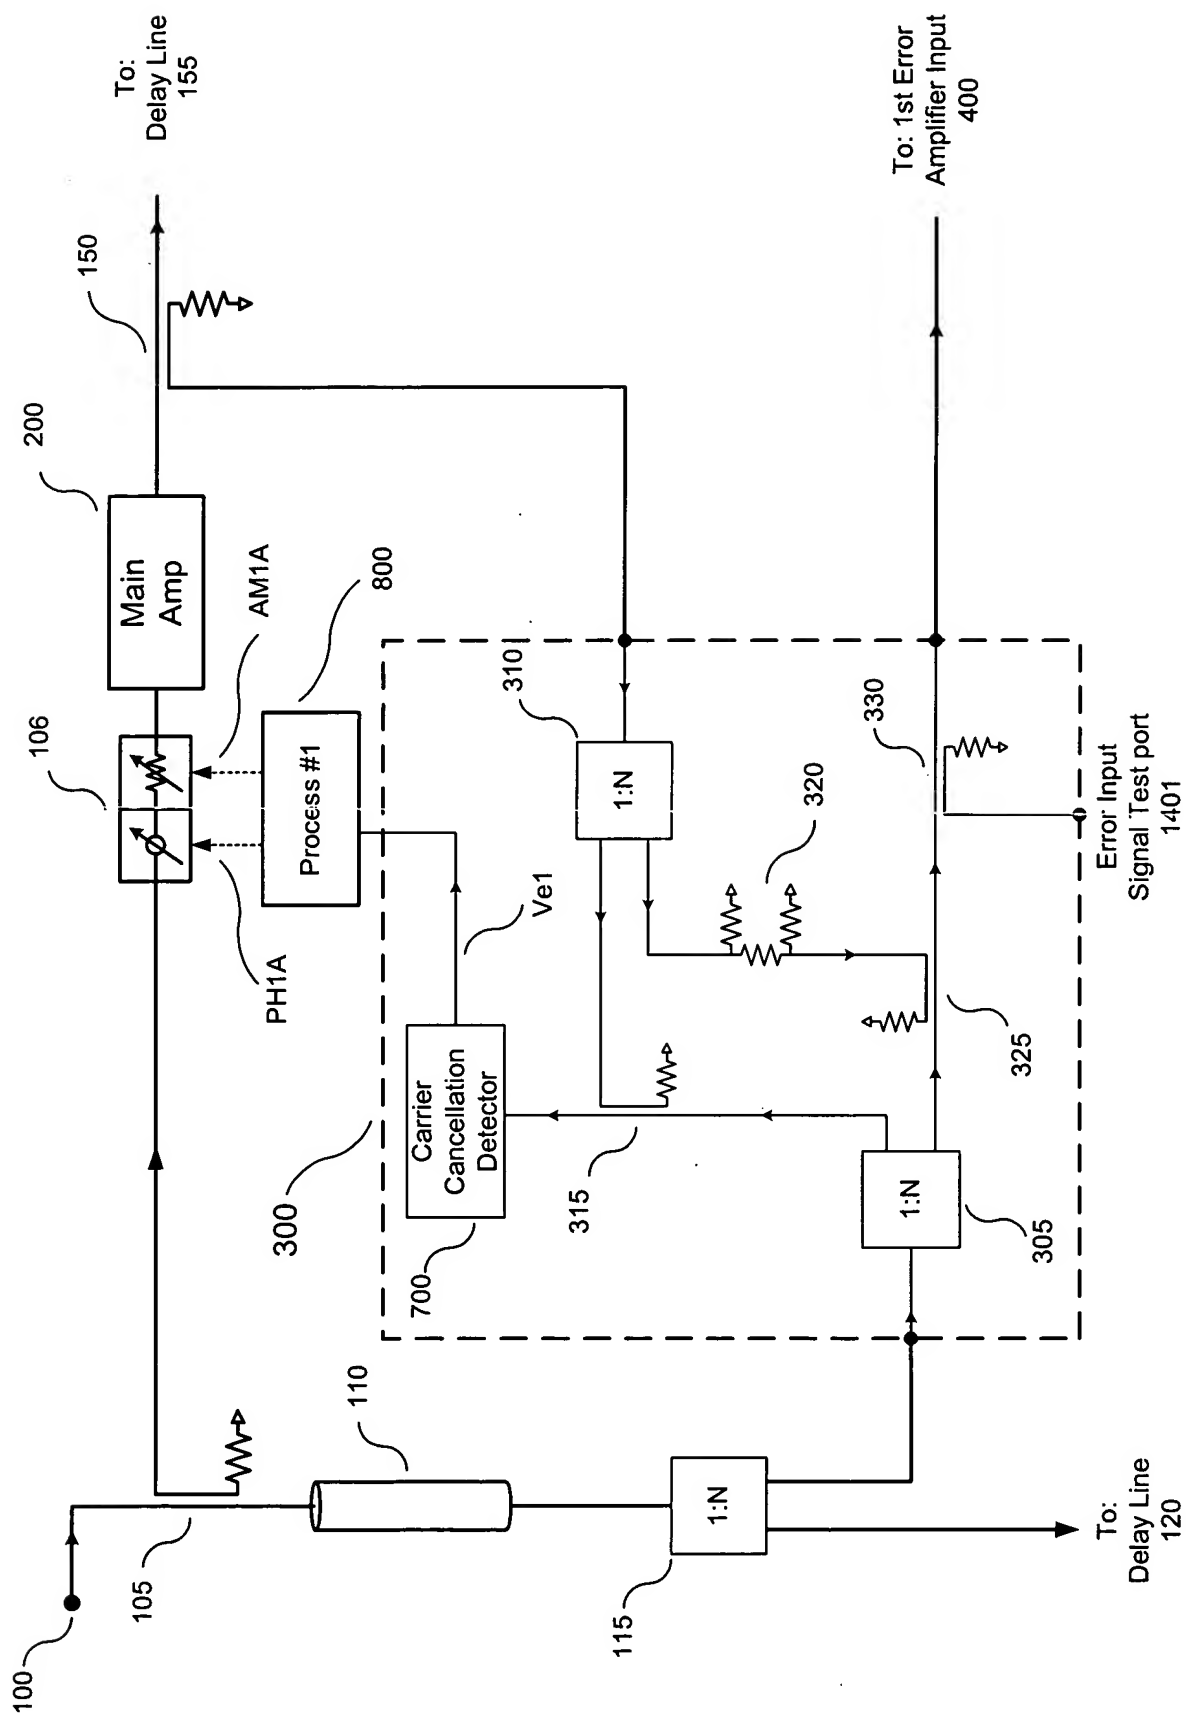 To:
Delay Line
155
150
200
Main
Amp
106
AM1A
PH1A
800
Process #1
To: 1st Error
Amplifier Input
400
310
1:N
320
330
Error Input
Signal Test port
1401
Ve1
300
Carrier
Cancellation
Detector
700
315
325
1:N
305
110
105
100
1:N
115
To:
Delay Line
120